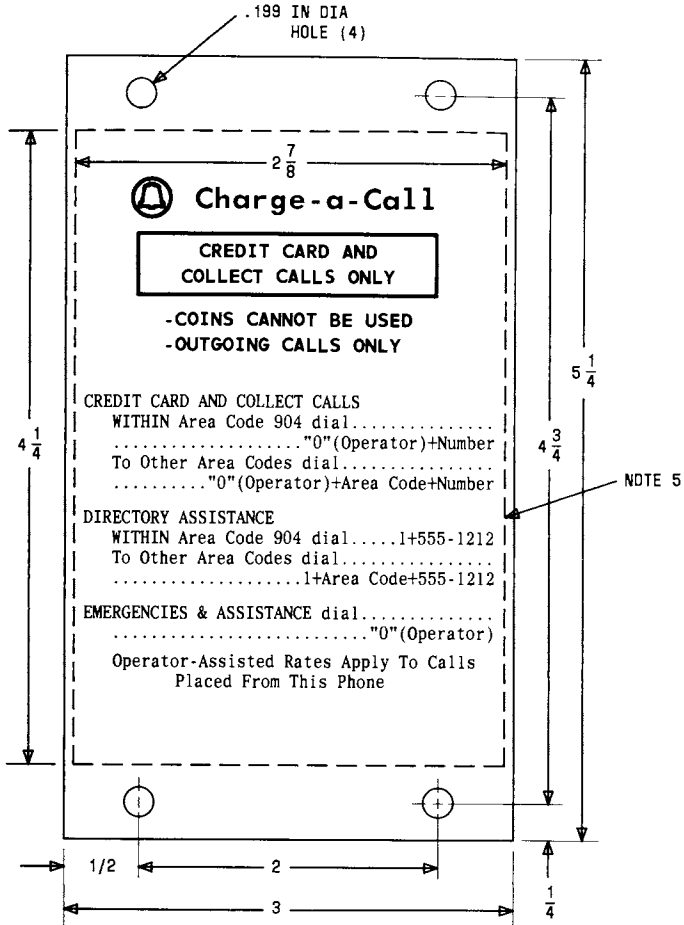 .199 IN DIA
HOLE (4)
2 7/8
Charge-a-Call
CREDIT CARD AND
COLLECT CALLS ONLY
-COINS CANNOT BE USED
-OUTGOING CALLS ONLY
5 1/4
CREDIT CARD AND COLLECT CALLS
WITHIN Area Code 904 dial...............
...................."0"(Operator)+Number
4 1/4
4 3/4
To Other Area Codes dial................
.........."0"(Operator)+Area Code+Number
NOTE 5
DIRECTORY ASSISTANCE
WITHIN Area Code 904 dial.....1+555-1212
To Other Area Codes dial................
....................1+Area Code+555-1212
EMERGENCIES & ASSISTANCE dial..............
..........................."0"(Operator)
Operator-Assisted Rates Apply To Calls
Placed From This Phone
1/2
2
3
1/4